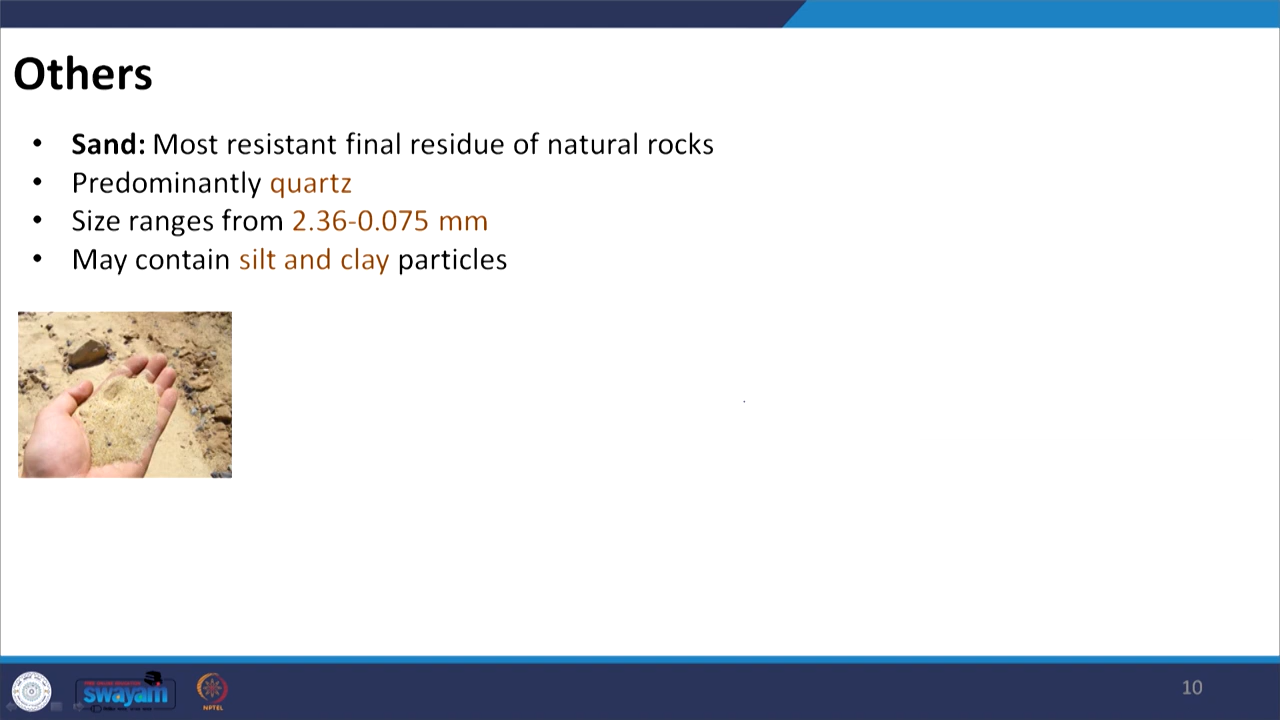 Others
• Sand: Most resistant final residue of natural rocks
• Predominantly quartz
• Size ranges from 2.36-0.075 mm
• May contain silt and clay particles
swayam
NPTEL
10